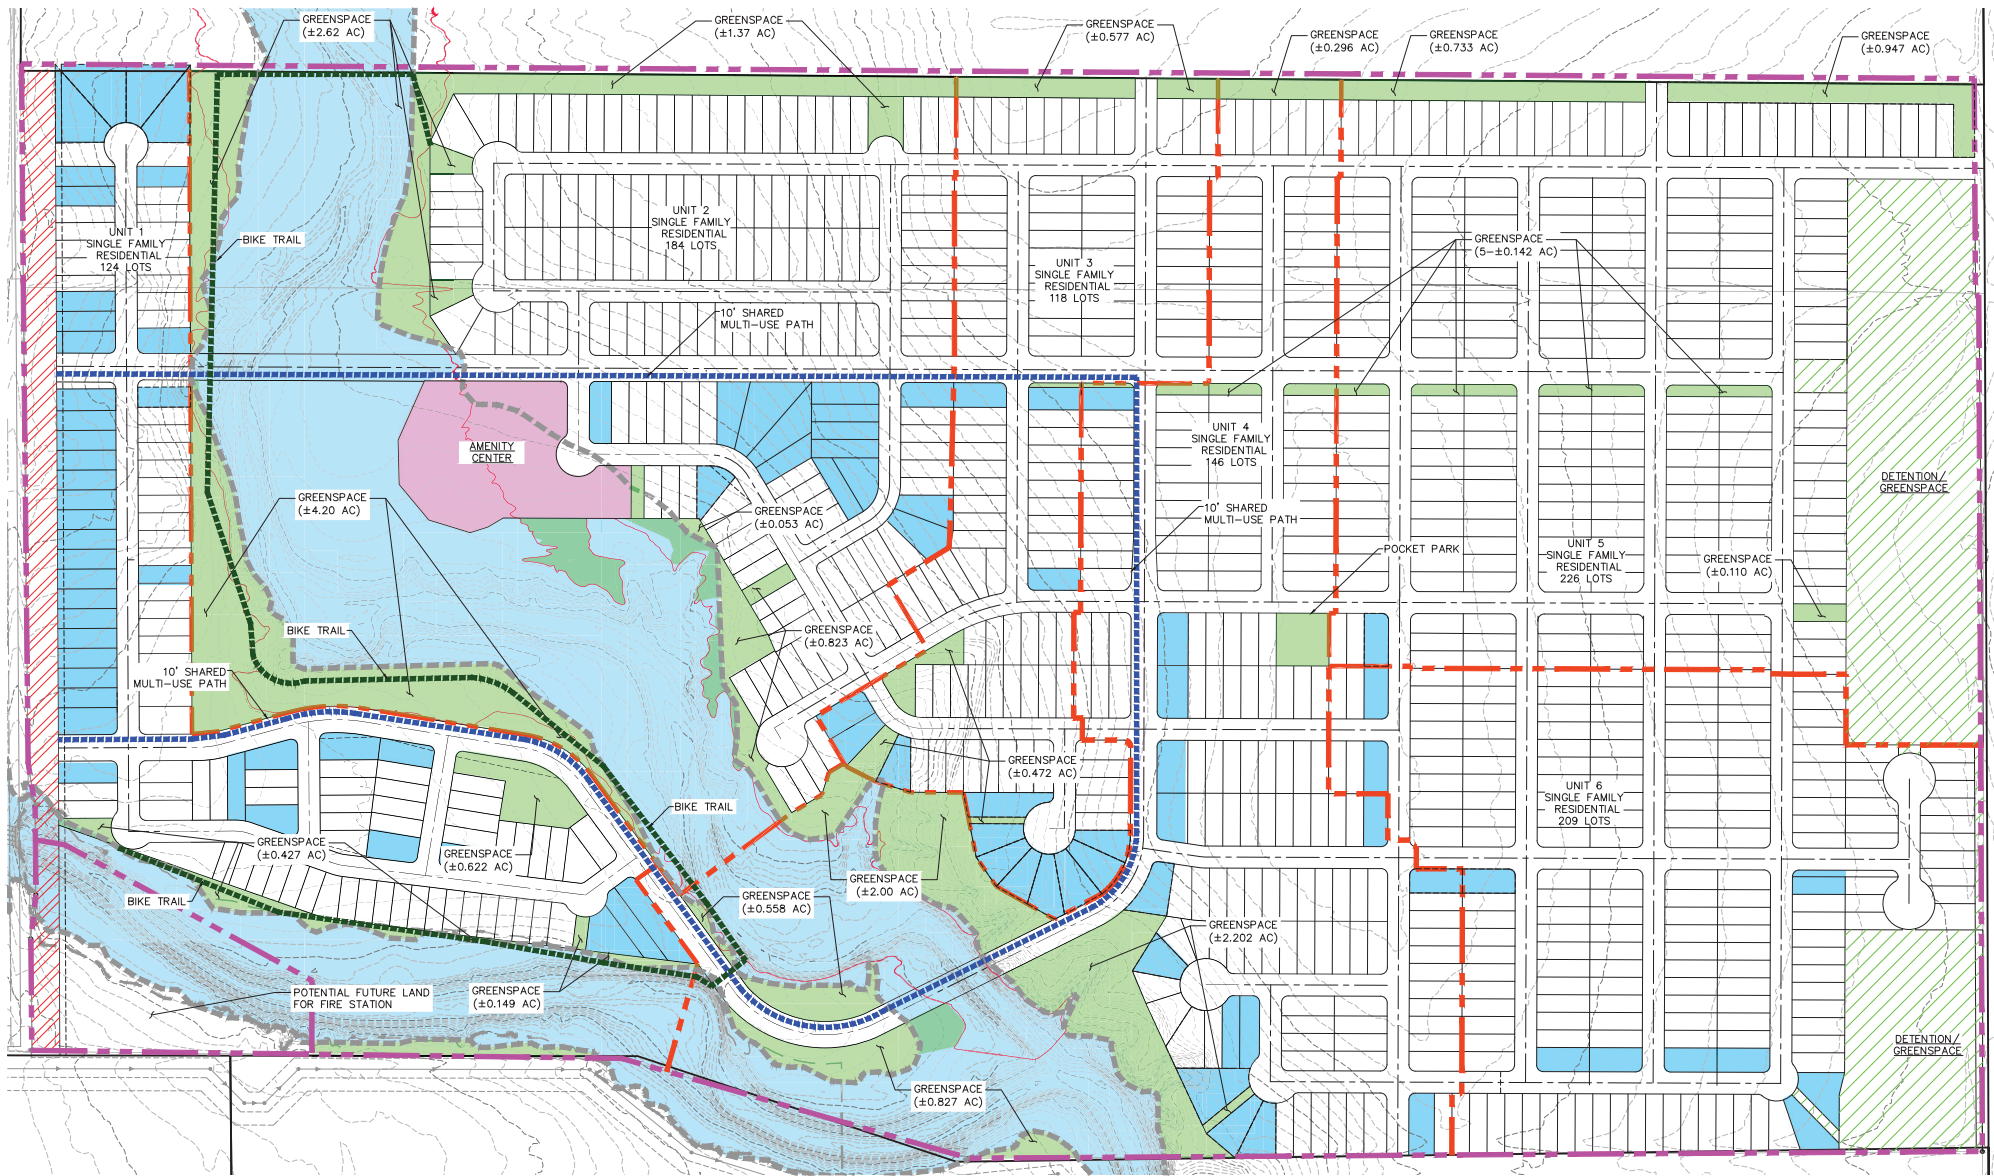 GREENSPACE
(±2.62 AC)
GREENSPACE
(±1.37 AC)
GREENSPACE
(±0.577 AC)
GREENSPACE
(±0.296 AC)
GREENSPACE
(±0.733 AC)
GREENSPACE
(±0.947 AC)
UNIT 1
SINGLE FAMILY
RESIDENTIAL
124 LOTS
BIKE TRAIL
UNIT 2
SINGLE FAMILY
RESIDENTIAL
184 LOTS
UNIT 3
SINGLE FAMILY
RESIDENTIAL
118 LOTS
GREENSPACE
(5-±0.142 AC)
10' SHARED
MULTI-USE PATH
AMENITY
CENTER
UNIT 4
SINGLE FAMILY
RESIDENTIAL
146 LOTS
DETENTION/
GREENSPACE
GREENSPACE
(±4.20 AC)
GREENSPACE
(±0.053 AC)
10' SHARED
MULTI-USE PATH
POCKET PARK
UNIT 5
SINGLE FAMILY
RESIDENTIAL
226 LOTS
GREENSPACE
(±0.110 AC)
BIKE TRAIL
GREENSPACE
(±0.823 AC)
10' SHARED
MULTI-USE PATH
GREENSPACE
(±0.472 AC)
UNIT 6
SINGLE FAMILY
RESIDENTIAL
209 LOTS
BIKE TRAIL
GREENSPACE
(±0.427 AC)
GREENSPACE
(±0.622 AC)
GREENSPACE
(±2.00 AC)
BIKE TRAIL
GREENSPACE
(±0.558 AC)
GREENSPACE
(±2.202 AC)
POTENTIAL FUTURE LAND
FOR FIRE STATION
GREENSPACE
(±0.149 AC)
DETENTION/
GREENSPACE
GREENSPACE
(±0.827 AC)